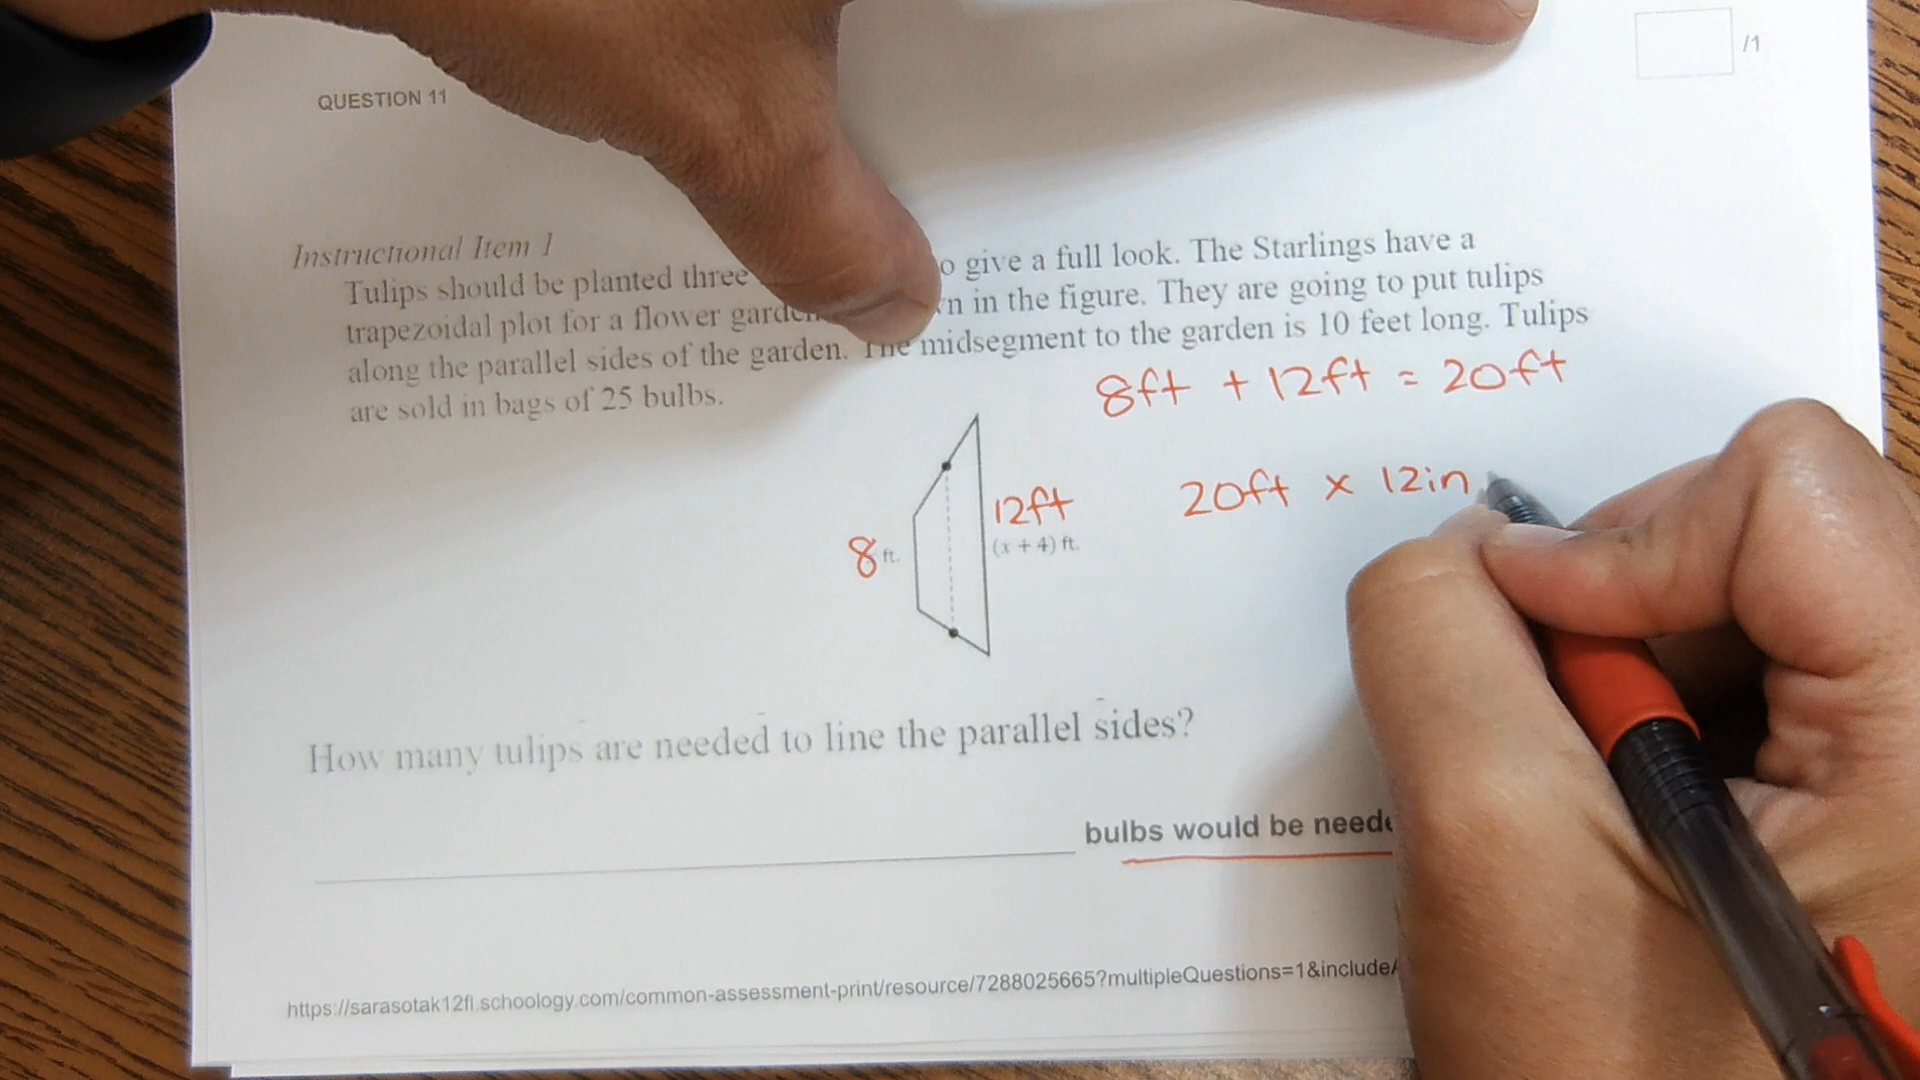 QUESTION 11
/1
Instructional Item 1
Tulips should be planted three o give a full look. The Starlings have a
trapezoidal plot for a flower garden n in the figure. They are going to put tulips
along the parallel sides of the garden. The midsegment to the garden is 10 feet long. Tulips
are sold in bags of 25 bulbs.
8ft + 12ft = 20ft
20ft x 12in
12ft
8 ft.
(x + 4) ft.
How many tulips are needed to line the parallel sides?
bulbs would be neede
https://sarasotak12fl.schoology.com/common-assessment-print/resource/7288025665?multipleQuestions=1&includeA